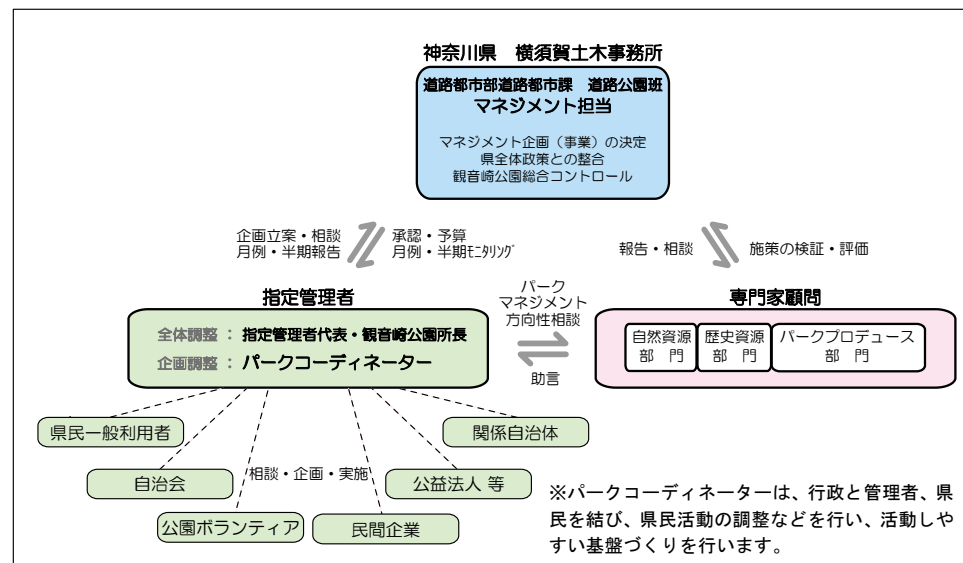 神奈川県　横須賀土木事務所
道路都市部道路都市課　道路公園班
マネジメント担当
マネジメント企画（事業）の決定
県全体政策との整合
観音崎公園総合コントロール
企画立案・相談
月例・半期報告
承認・予算
月例・半期ﾓﾆﾀﾘﾝｸﾞ
報告・相談
施策の検証・評価
指定管理者
全体調整 ： 指定管理者代表・観音崎公園所長
企画調整 ： パークコーディネーター
パーク
マネジメント
方向性相談
助言
専門家顧問
自然資源
部　門
歴史資源
部　門
パークプロデュース
部　門
県民一般利用者
自治会
公園ボランティア
相談・企画・実施
民間企業
公益法人 等
関係自治体
※パークコーディネーターは、行政と管理者、県
民を結び、県民活動の調整などを行い、活動しや
すい基盤づくりを行います。